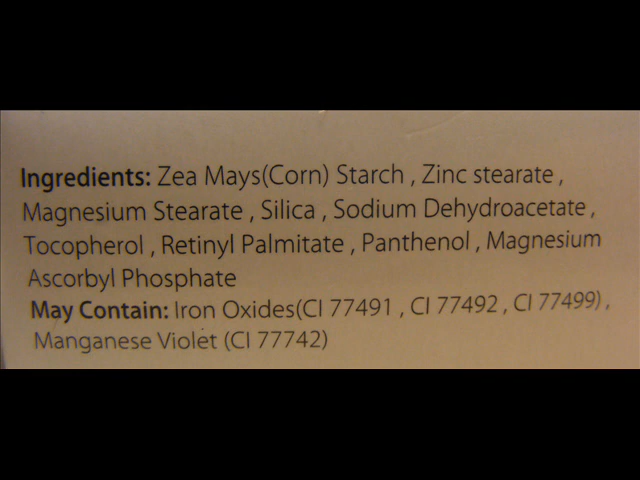 Ingredients: Zea Mays(Corn) Starch , Zinc stearate ,
Magnesium Stearate , Silica , Sodium Dehydroacetate ,
Tocopherol , Retinyl Palmitate , Panthenol , Magnesium
Ascorbyl Phosphate
May Contain: Iron Oxides(CI 77491 , CI 77492 , CI 77499) ,
Manganese Violet (CI 77742)